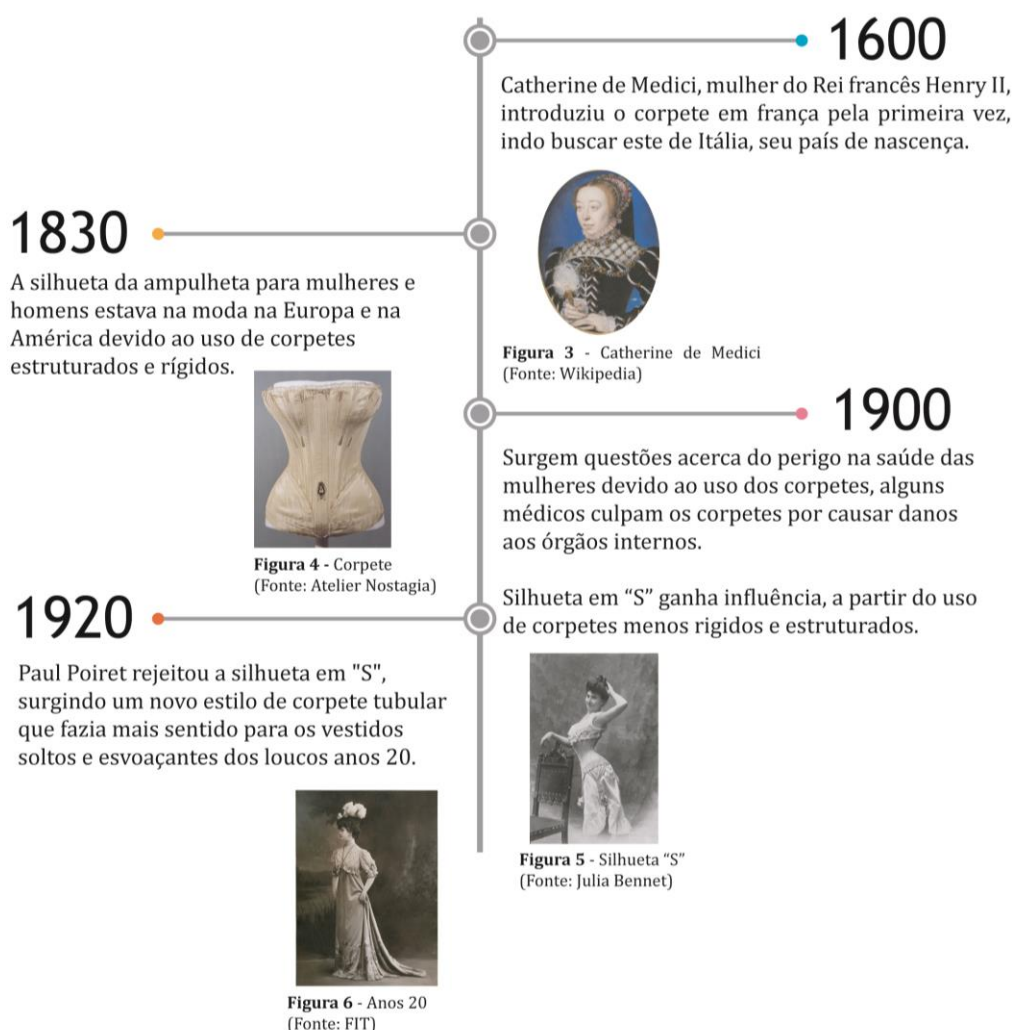 1600
Catherine de Medici, mulher do Rei francês Henry II,
introduziu o corpete em frança pela primeira vez,
indo buscar este de Itália, seu país de nascença.
Figura 3 - Catherine de Medici
(Fonte: Wikipedia)
1830
A silhueta da ampulheta para mulheres e
homens estava na moda na Europa e na
América devido ao uso de corpetes
estruturados e rígidos.
Figura 4 - Corpete
(Fonte: Atelier Nostagia)
1900
Surgem questões acerca do perigo na saúde das
mulheres devido ao uso dos corpetes, alguns
médicos culpam os corpetes por causar danos
aos órgãos internos.
Silhueta em “S” ganha influência, a partir do uso
de corpetes menos rigidos e estruturados.
Figura 5 - Silhueta “S”
(Fonte: Julia Bennet)
1920
Paul Poiret rejeitou a silhueta em "S",
surgindo um novo estilo de corpete tubular
que fazia mais sentido para os vestidos
soltos e esvoaçantes dos loucos anos 20.
Figura 6 - Anos 20
(Fonte: FIT)